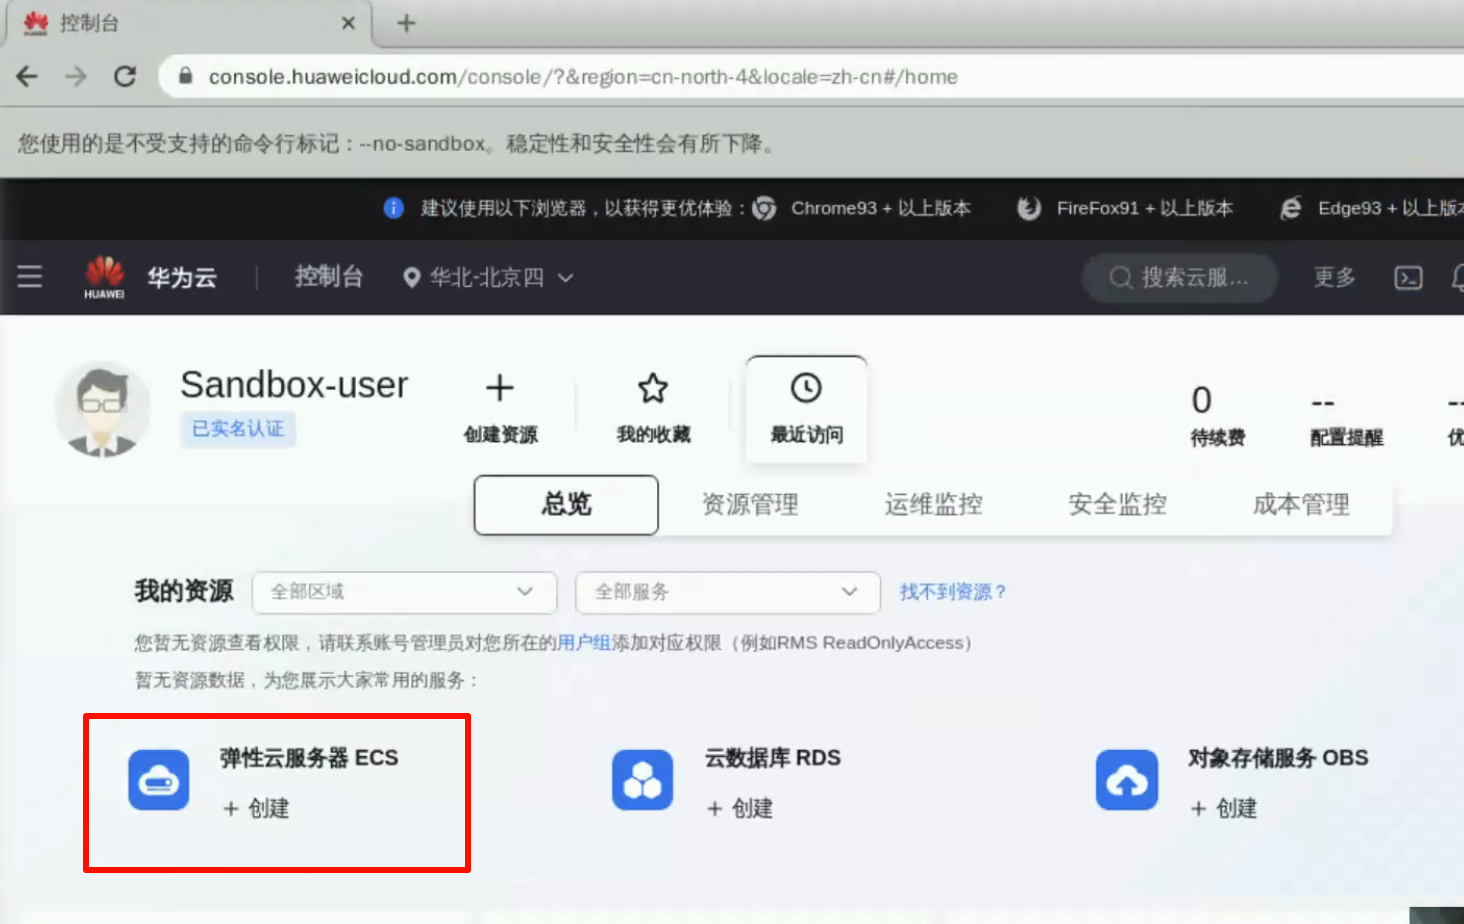 控制台
console.huaweicloud.com/console/?&region=cn-north-4&locale=zh-cn#/home
您使用的是不受支持的命令行标记：--no-sandbox。稳定性和安全性会有所下降。
建议使用以下浏览器，以获得更优体验： Chrome93 + 以上版本 FireFox91 + 以上版本 Edge93 + 以上版本
HUAWEI 华为云 控制台 华北-北京四 搜索云服... 更多
Sandbox-user
已实名认证
创建资源 我的收藏 最近访问
0 -- --
待续费 配置提醒 优
总览 资源管理 运维监控 安全监控 成本管理
我的资源 全部区域 全部服务 找不到资源？
您暂无资源查看权限，请联系账号管理员对您所在的用户组添加对应权限（例如RMS ReadOnlyAccess）
暂无资源数据，为您展示大家常用的服务：
弹性云服务器 ECS 云数据库 RDS 对象存储服务 OBS
+ 创建 + 创建 + 创建